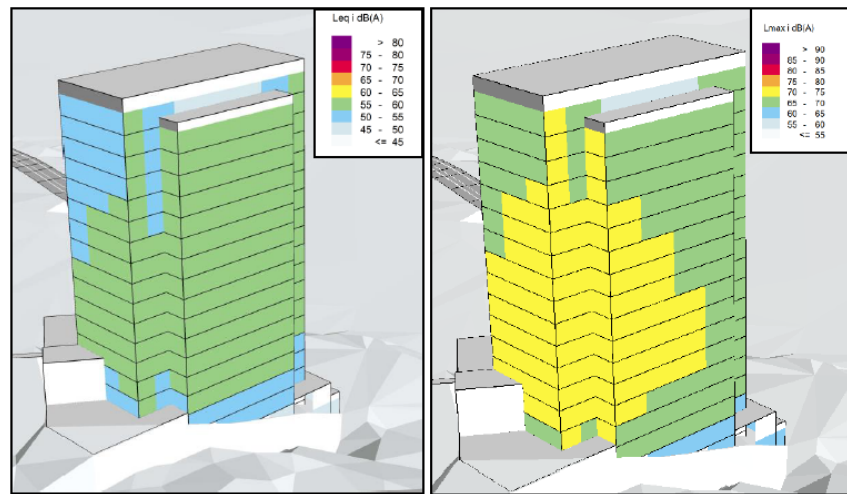 Leq i dB(A)
> 80
75 - 80
70 - 75
65 - 70
60 - 65
55 - 60
50 - 55
45 - 50
<= 45
Lmax i dB(A)
> 90
85 - 90
80 - 85
75 - 80
70 - 75
65 - 70
60 - 65
55 - 60
<= 55